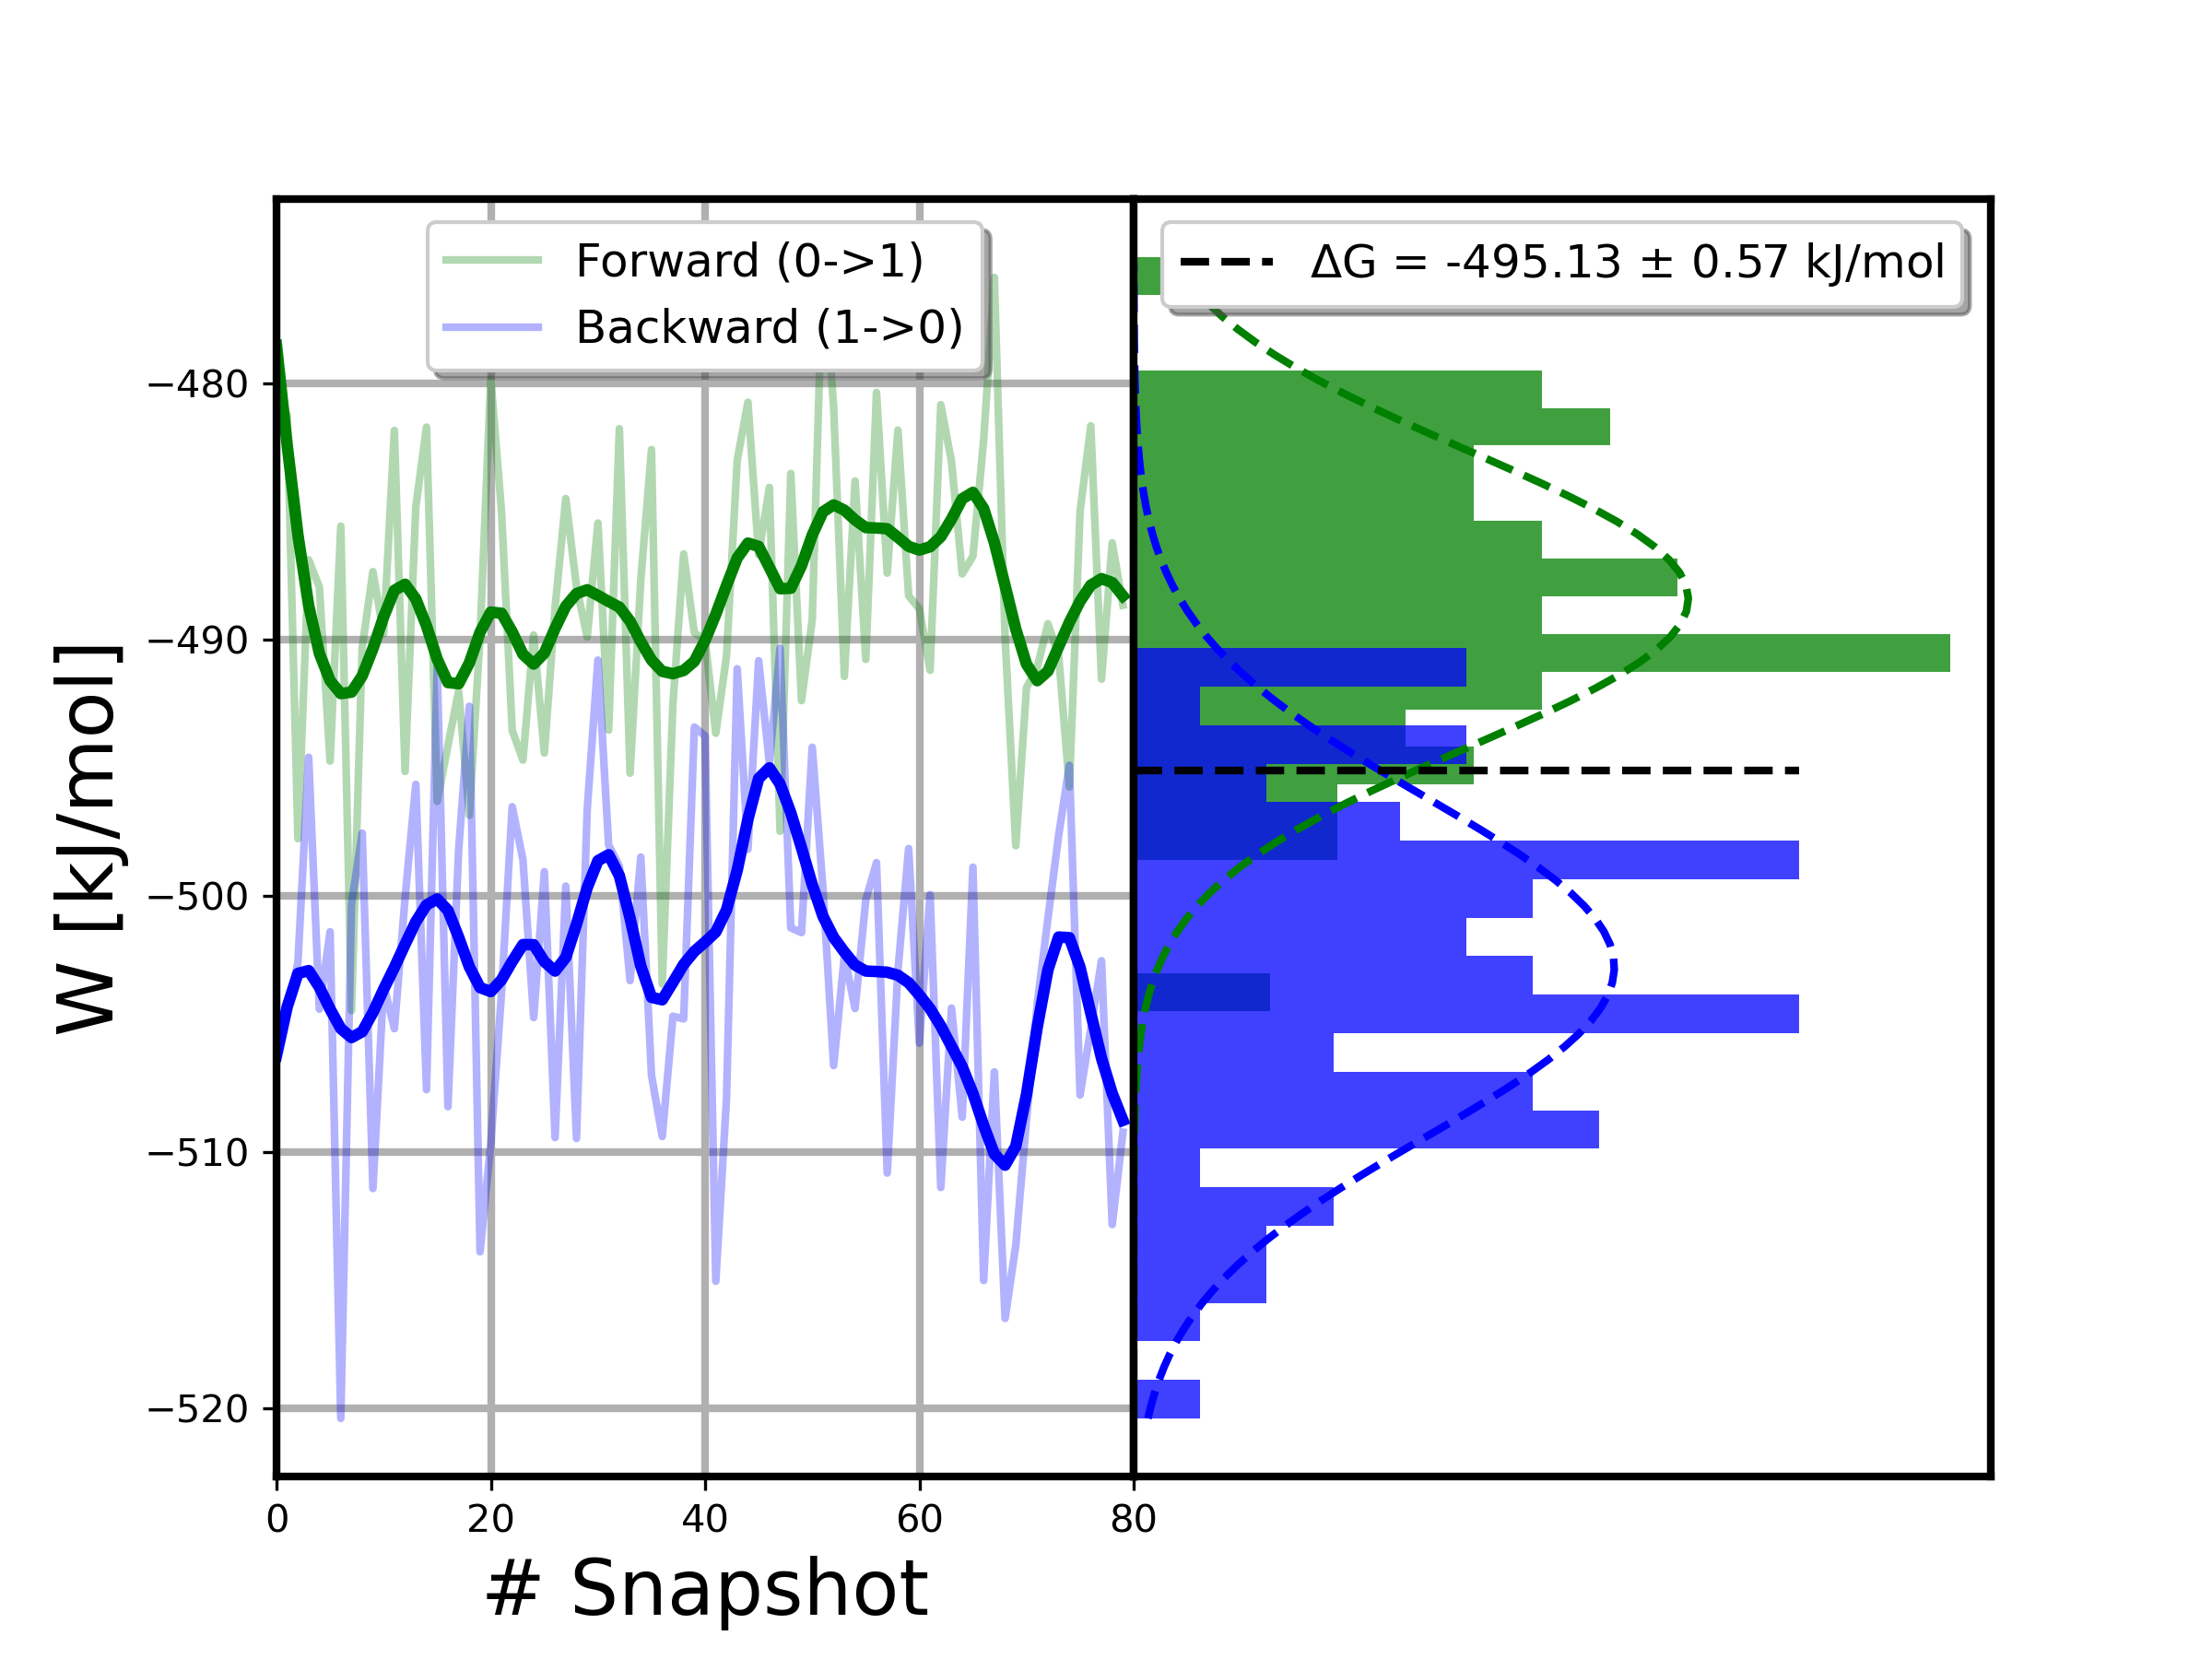 Forward (0->1)
Backward (1->0)
ΔG = -495.13 ± 0.57 kJ/mol
−480
−490
−500
−510
−520
W [kJ/mol]
0 20 40 60 80
# Snapshot